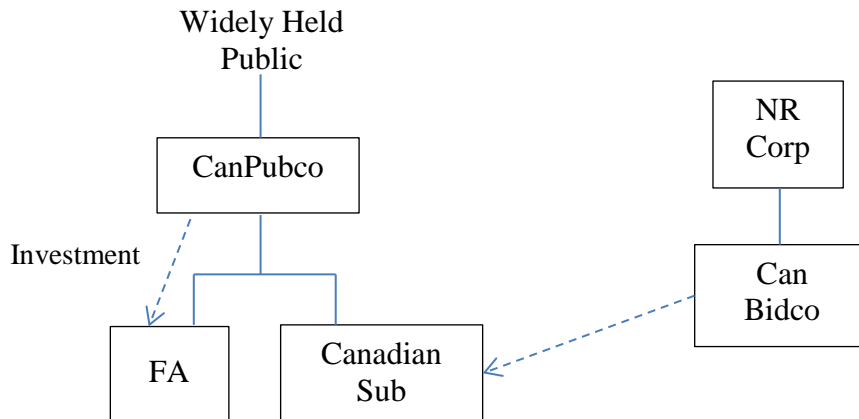 Widely Held
Public
NR
Corp
CanPubco
Investment
Can
Bidco
FA
Canadian
Sub